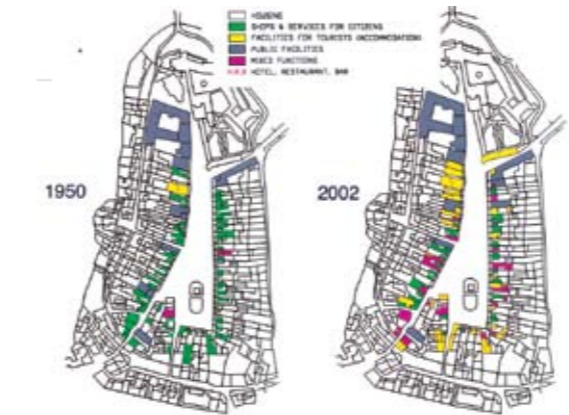 HOUSING
SHOPS & SERVICES FOR CITIZENS
FACILITIES FOR TOURISTS (ACCOMMODATION)
PUBLIC FACILITIES
MIXED FUNCTIONS
H,R,B HOTEL, RESTAURANT, BAR
1950
2002